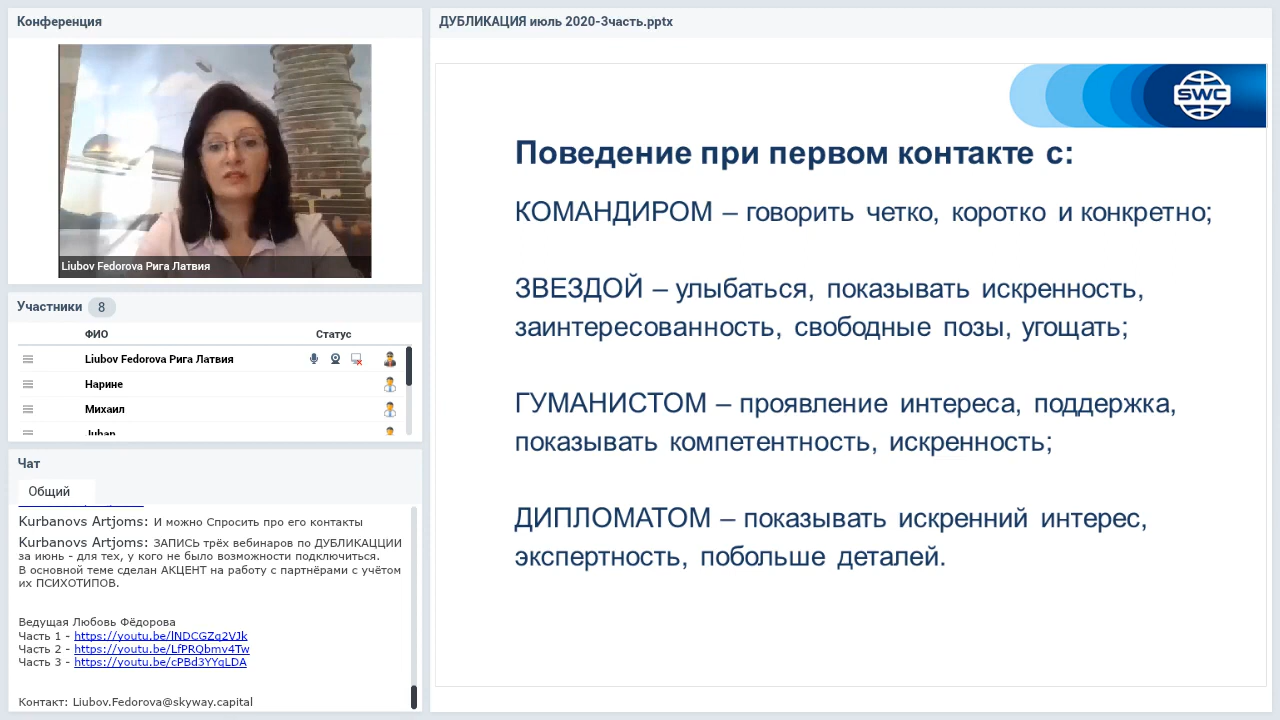 Конференция
Liubov Fedorova Рига Латвия
Участники 8
ФИО Статус
Liubov Fedorova Рига Латвия
Нарине
Михаил
Чат
Общий
Kurbanovs Artjoms: И можно Спросить про его контакты
Kurbanovs Artjoms: ЗАПИСЬ трёх вебинаров по ДУБЛИКАЦЦИИ
за июнь - для тех, у кого не было возможности подключиться.
В основной теме сделан АКЦЕНТ на работу с партнёрами с учётом
их ПСИХОТИПОВ.
Ведущая Любовь Фёдорова
Часть 1 - https://youtu.be/lNDCGZq2VJk
Часть 2 - https://youtu.be/LfPRQbmv4Tw
Часть 3 - https://youtu.be/cPBd3YYqLDA
Контакт: Liubov.Fedorova@skyway.capital
ДУБЛИКАЦИЯ июль 2020-3часть.pptx
SWC
Поведение при первом контакте с:
КОМАНДИРОМ – говорить четко, коротко и конкретно;
ЗВЕЗДОЙ – улыбаться, показывать искренность,
заинтересованность, свободные позы, угощать;
ГУМАНИСТОМ – проявление интереса, поддержка,
показывать компетентность, искренность;
ДИПЛОМАТОМ – показывать искренний интерес,
экспертность, побольше деталей.